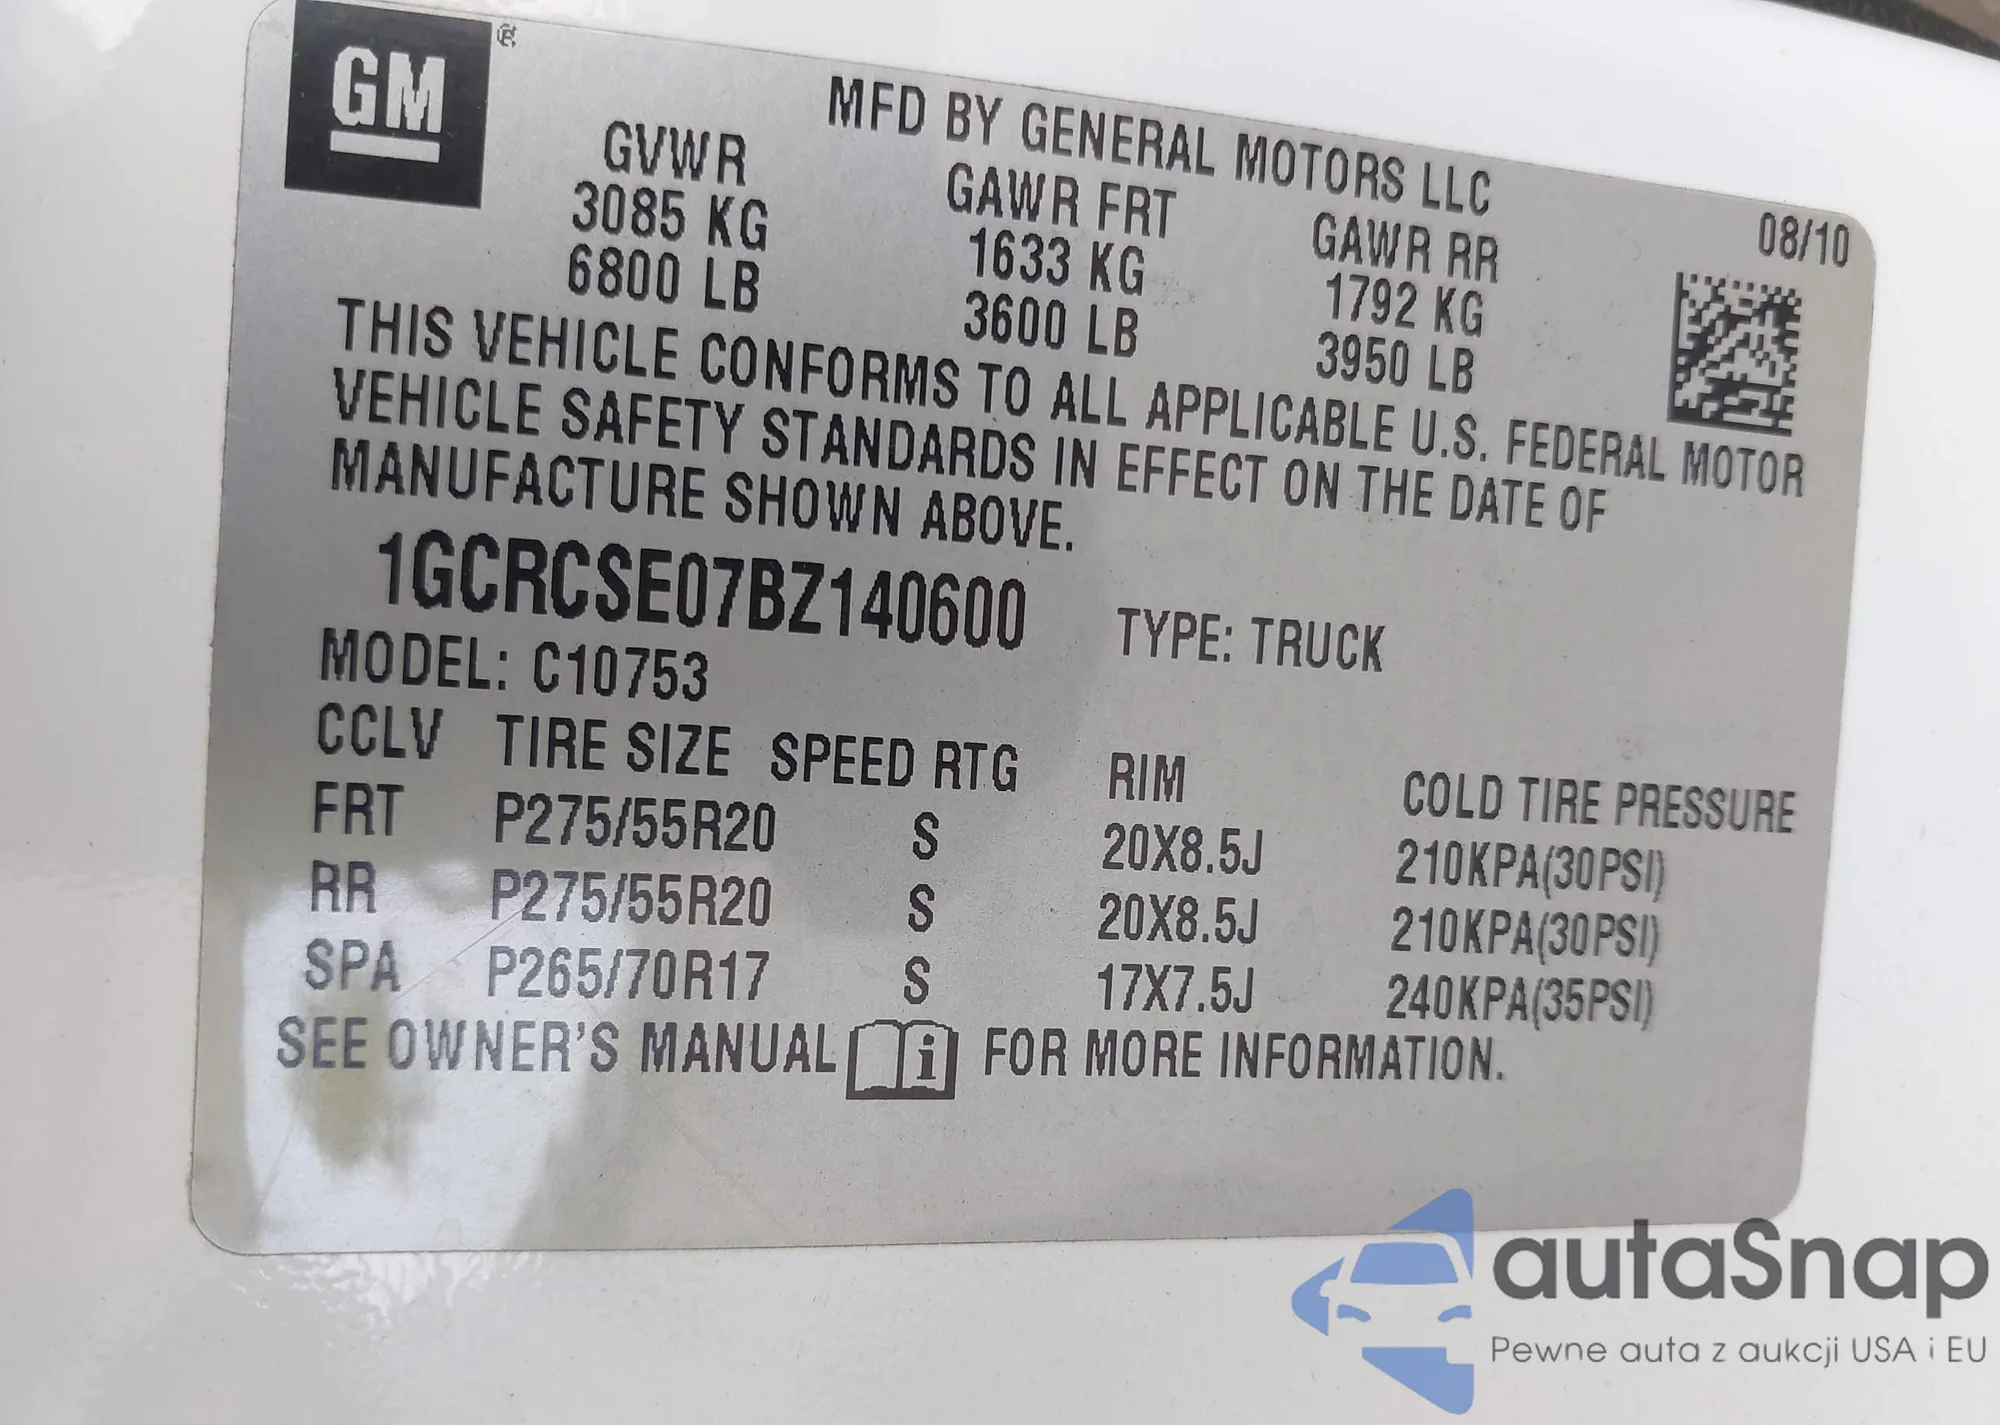 GM
MFD BY GENERAL MOTORS LLC
08/10
GVWR GAWR FRT GAWR RR
3085 KG 1633 KG 1792 KG
6800 LB 3600 LB 3950 LB
THIS VEHICLE CONFORMS TO ALL APPLICABLE U.S. FEDERAL MOTOR
VEHICLE SAFETY STANDARDS IN EFFECT ON THE DATE OF
MANUFACTURE SHOWN ABOVE.
1GCRCSE07BZ140600 TYPE: TRUCK
MODEL: C10753
CCLV TIRE SIZE SPEED RTG RIM COLD TIRE PRESSURE
FRT P275/55R20 S 20X8.5J 210KPA(30PSI)
RR P275/55R20 S 20X8.5J 210KPA(30PSI)
SPA P265/70R17 S 17X7.5J 240KPA(35PSI)
SEE OWNER'S MANUAL i FOR MORE INFORMATION.
autaSnap
Pewne auta z aukcji USA i EU